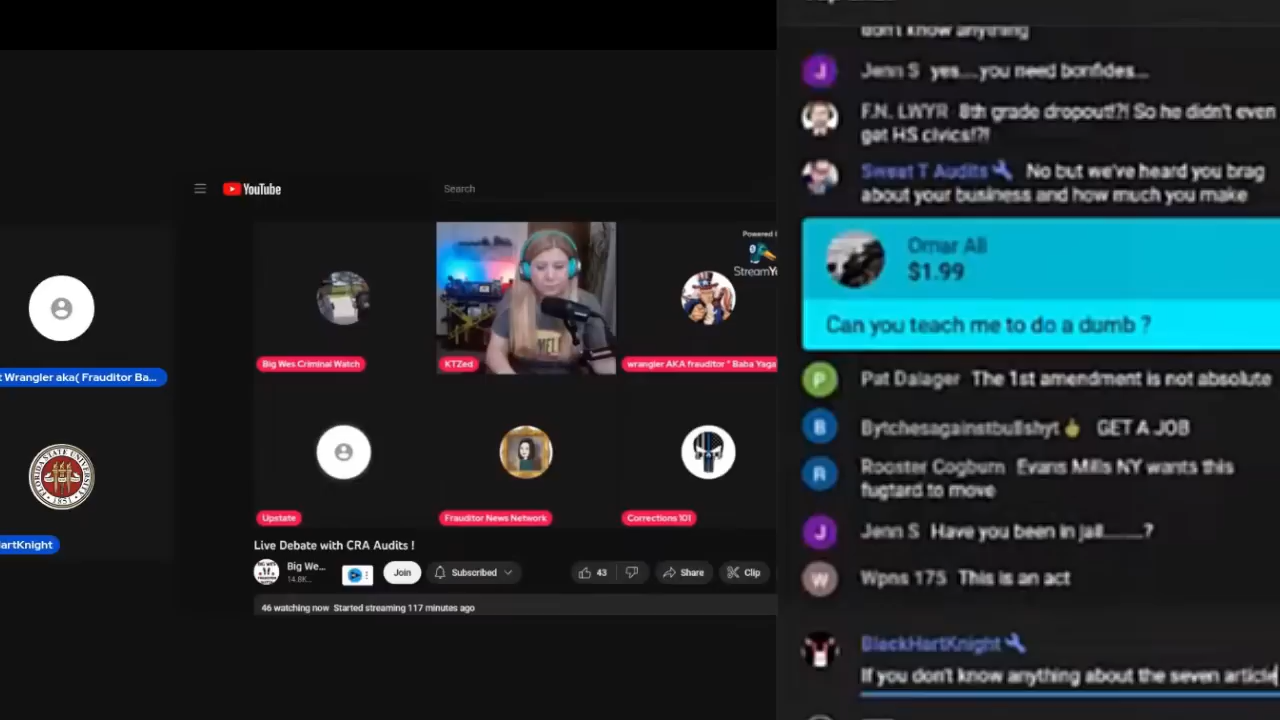 don't know anything
Jenn S yes....you need bonfides...
F.N. LWYR 8th grade dropout!?! So he didn't even
get HS civics!?!
Sweat T Audits No but we've heard you brag
about your business and how much you make
Omar Ali
$1.99
Can you teach me to do a dumb ?
Pat Dalager The 1st amendment is not absolute
Bytchesagainstbullshyt GET A JOB
Rooster Cogburn Evans Mills NY wants this
fugtard to move
Jenn S Have you been in jail.........?
Wpns 175 This is an act
BlackHartKnight
If you don't know anything about the seven article
YouTube
Search
Powered
StreamY
Big Wes Criminal Watch
KTZed
wrangler AKA frauditor " Baba Yaga
Upstate
Frauditor News Network
Corrections 101
Live Debate with CRA Audits !
Big We...
14.8K...
Join
Subscribed
43
Share
Clip
46 watching now Started streaming 117 minutes ago
t Wrangler aka( Frauditor Ba...
FLORIDA STATE UNIVERSITY
1851
HartKnight